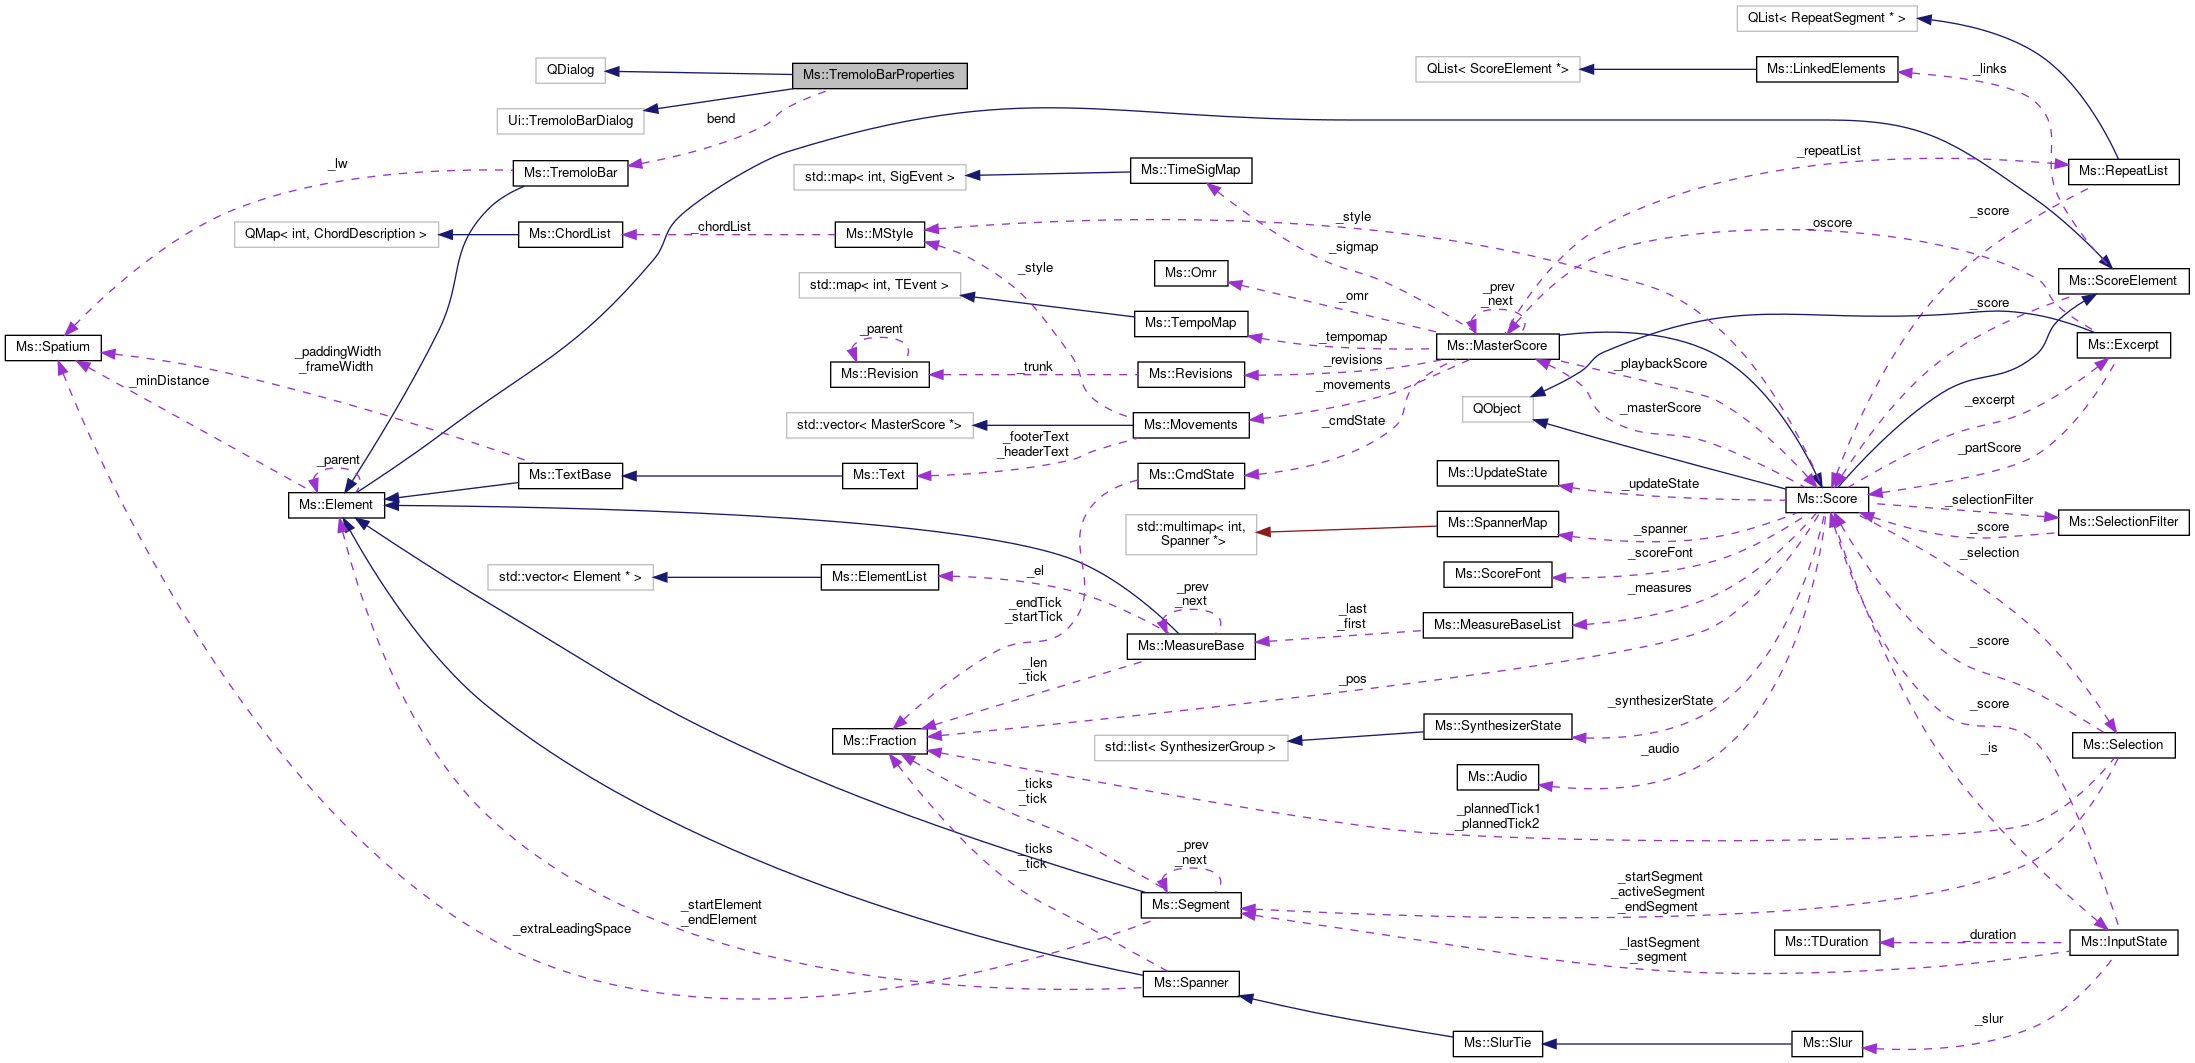 QList< RepeatSegment * >
QDialog
Ms::TremoloBarProperties
QList< ScoreElement *>
Ms::LinkedElements
_links
Ui::TremoloBarDialog
bend
_lw
Ms::TremoloBar
std::map< int, SigEvent >
Ms::TimeSigMap
_repeatList
Ms::RepeatList
QMap< int, ChordDescription >
Ms::ChordList
_chordList
Ms::MStyle
_style
_oscore
_score
_sigmap
_style
Ms::Omr
std::map< int, TEvent >
_omr
_prev
_next
_score
Ms::ScoreElement
Ms::TempoMap
_tempomap
Ms::MasterScore
Ms::Excerpt
Ms::Spatium
_paddingWidth
_frameWidth
_parent
Ms::Revision
_trunk
Ms::Revisions
_revisions
_playbackScore
_minDistance
_movements
_masterScore
_excerpt
QObject
std::vector< MasterScore *>
Ms::Movements
_cmdState
_footerText
_headerText
_partScore
_parent
Ms::TextBase
Ms::Text
Ms::CmdState
Ms::UpdateState
_updateState
Ms::Element
Ms::Score
_selectionFilter
Ms::SelectionFilter
_score
std::multimap< int,
Spanner *>
Ms::SpannerMap
_spanner
_scoreFont
_selection
std::vector< Element * >
Ms::ElementList
_el
Ms::ScoreFont
_measures
_prev
_next
_endTick
_startTick
_last
_first
Ms::MeasureBaseList
Ms::MeasureBase
_score
_len
_tick
_pos
_synthesizerState
_score
Ms::Fraction
std::list< SynthesizerGroup >
Ms::SynthesizerState
_audio
_is
Ms::Selection
Ms::Audio
_ticks
_tick
_plannedTick1
_plannedTick2
_ticks
_tick
_prev
_next
_startSegment
_activeSegment
_endSegment
Ms::Segment
_startElement
_endElement
_extraLeadingSpace
_lastSegment
_segment
Ms::TDuration
_duration
Ms::InputState
Ms::Spanner
_slur
Ms::SlurTie
Ms::Slur